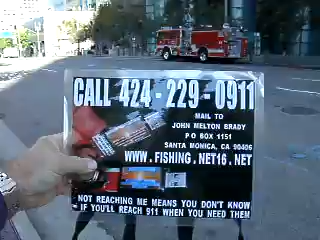 CALL 424-229-0911
MAIL TO
JOHN MELTON BRADY
P O BOX 1151
SANTA MONICA, CA 90406
WWW.FISHING.NET16.NET
NOT REACHING ME MEANS YOU DON'T KNOW
IF YOU'LL REACH 911 WHEN YOU NEED THEM